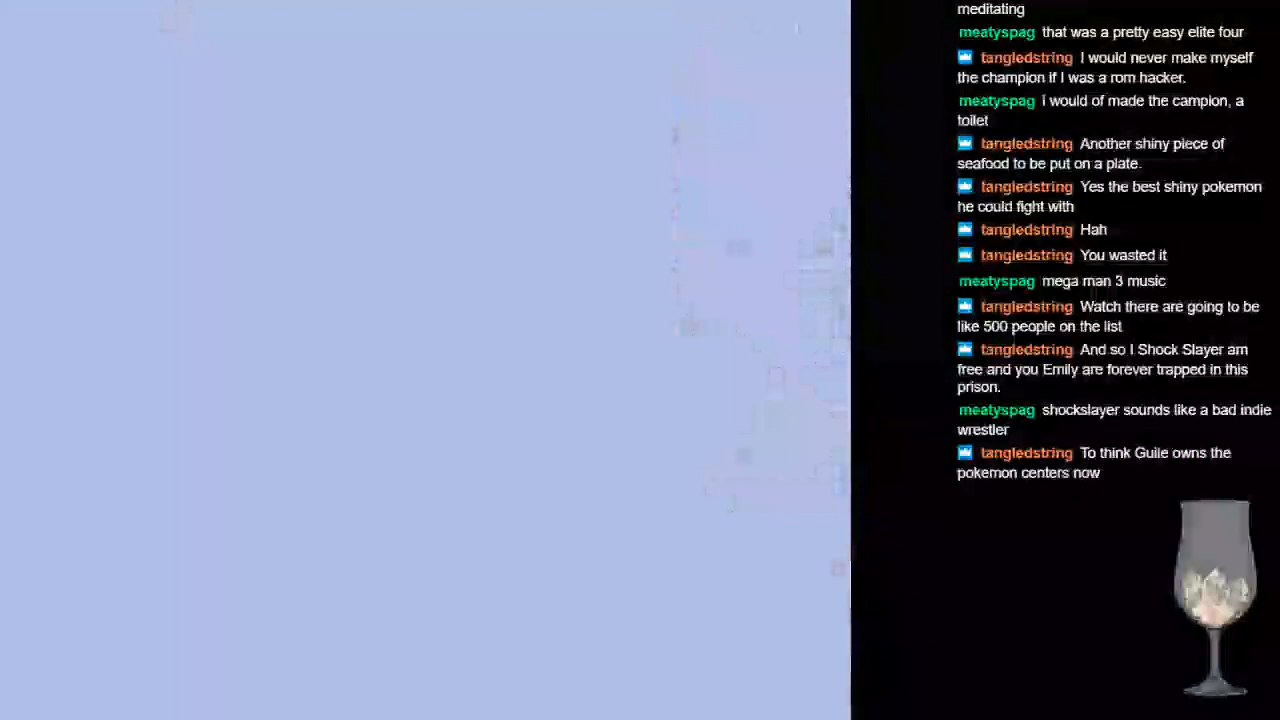 meditating
meatyspag that was a pretty easy elite four
tangledstring I would never make myself
the champion if I was a rom hacker.
meatyspag i would of made the campion, a
toilet
tangledstring Another shiny piece of
seafood to be put on a plate.
tangledstring Yes the best shiny pokemon
he could fight with
tangledstring Hah
tangledstring You wasted it
meatyspag mega man 3 music
tangledstring Watch there are going to be
like 500 people on the list
tangledstring And so I Shock Slayer am
free and you Emily are forever trapped in this
prison.
meatyspag shockslayer sounds like a bad indie
wrestler
tangledstring To think Guile owns the
pokemon centers now